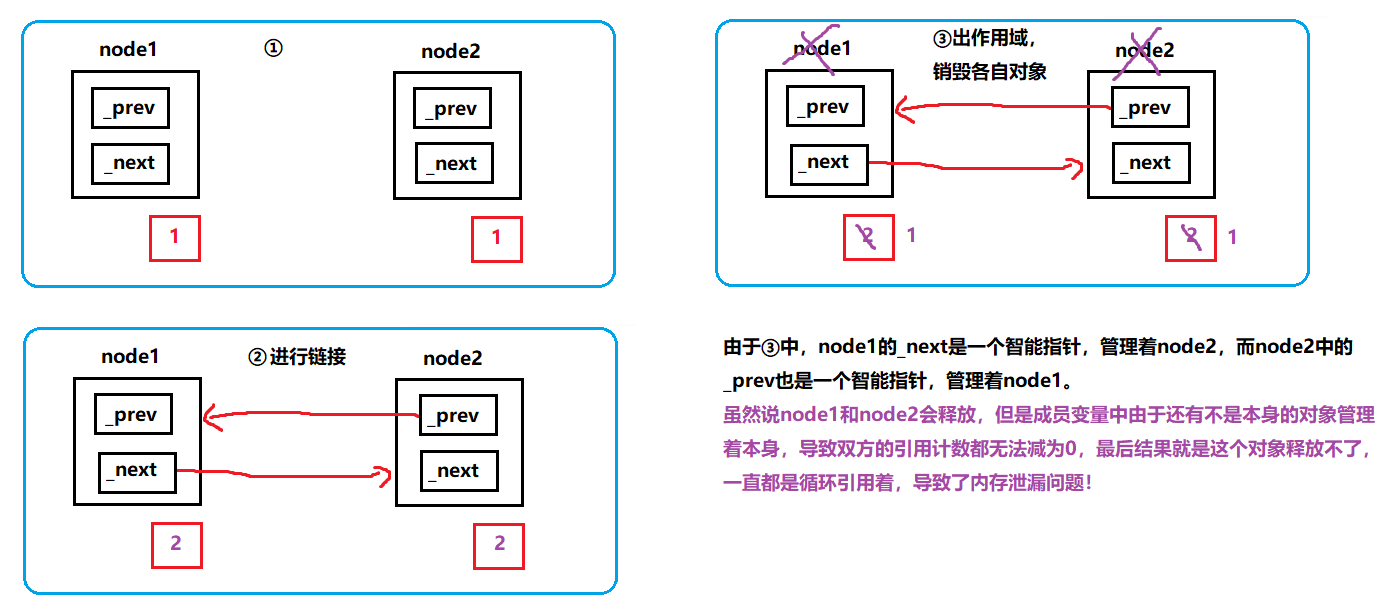 node1
①
node2
_prev
_prev
_next
_next
1
1
node1
②进行链接
node2
_prev
_prev
_next
_next
2
2
node1
③出作用域，
node2
销毁各自对象
_prev
_prev
_next
_next
2
1
2
1
由于③中，node1的_next是一个智能指针，管理着node2，而node2中的
_prev也是一个智能指针，管理着node1。
虽然说node1和node2会释放，但是成员变量中由于还有不是本身的对象管理
着本身，导致双方的引用计数都无法减为0，最后结果就是这个对象释放不了，
一直都是循环引用着，导致了内存泄漏问题！